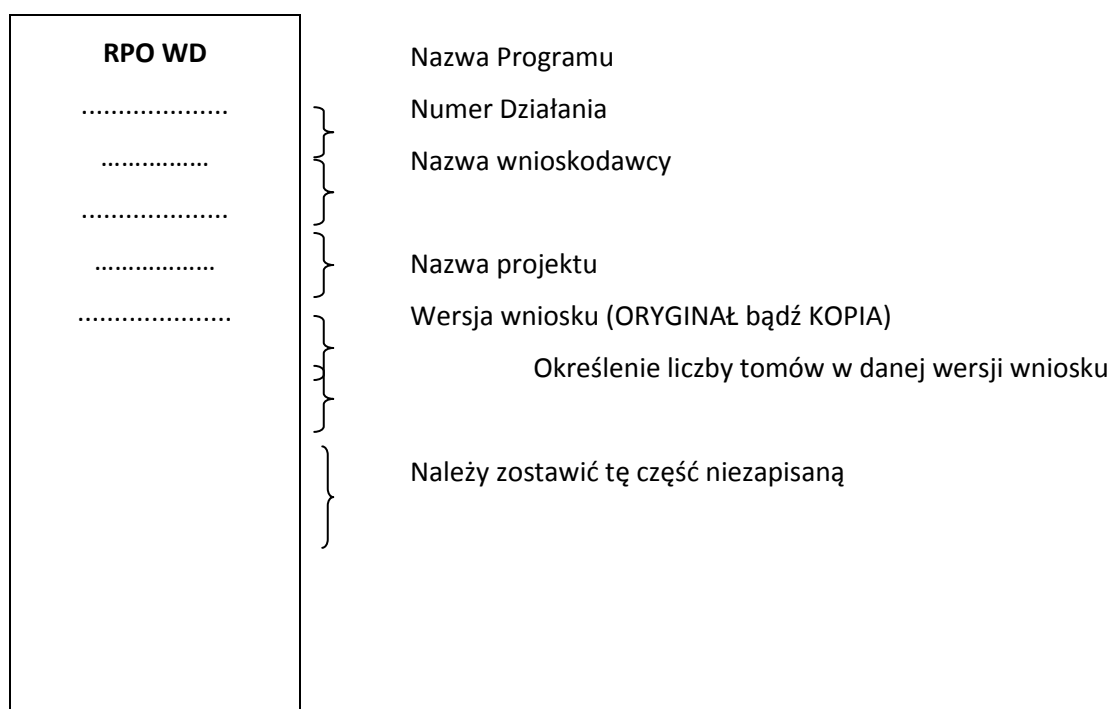 RPO WD Nazwa Programu
.................... Numer Działania
................ Nazwa wnioskodawcy
....................
.................. Nazwa projektu
..................... Wersja wniosku (ORYGINAŁ bądź KOPIA)
Określenie liczby tomów w danej wersji wniosku
Należy zostawić tę część niezapisaną